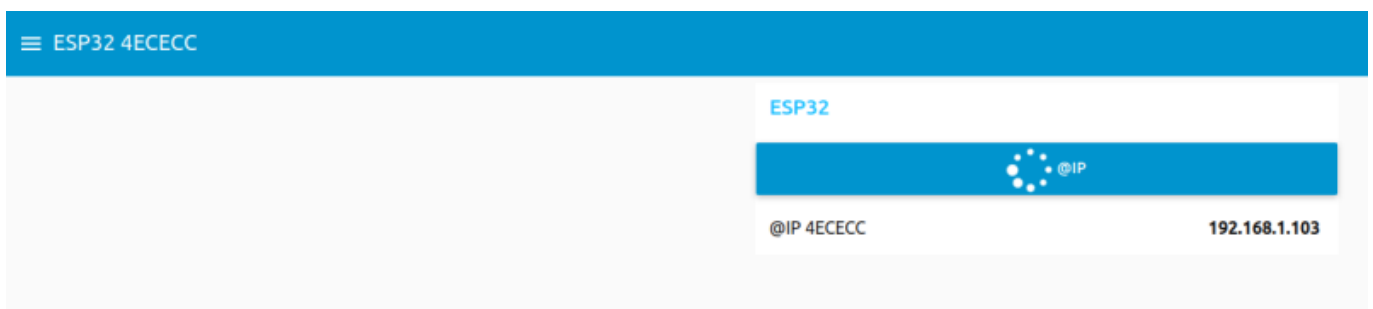 ESP32 4ECECC
ESP32
@IP
@IP 4ECECC 192.168.1.103